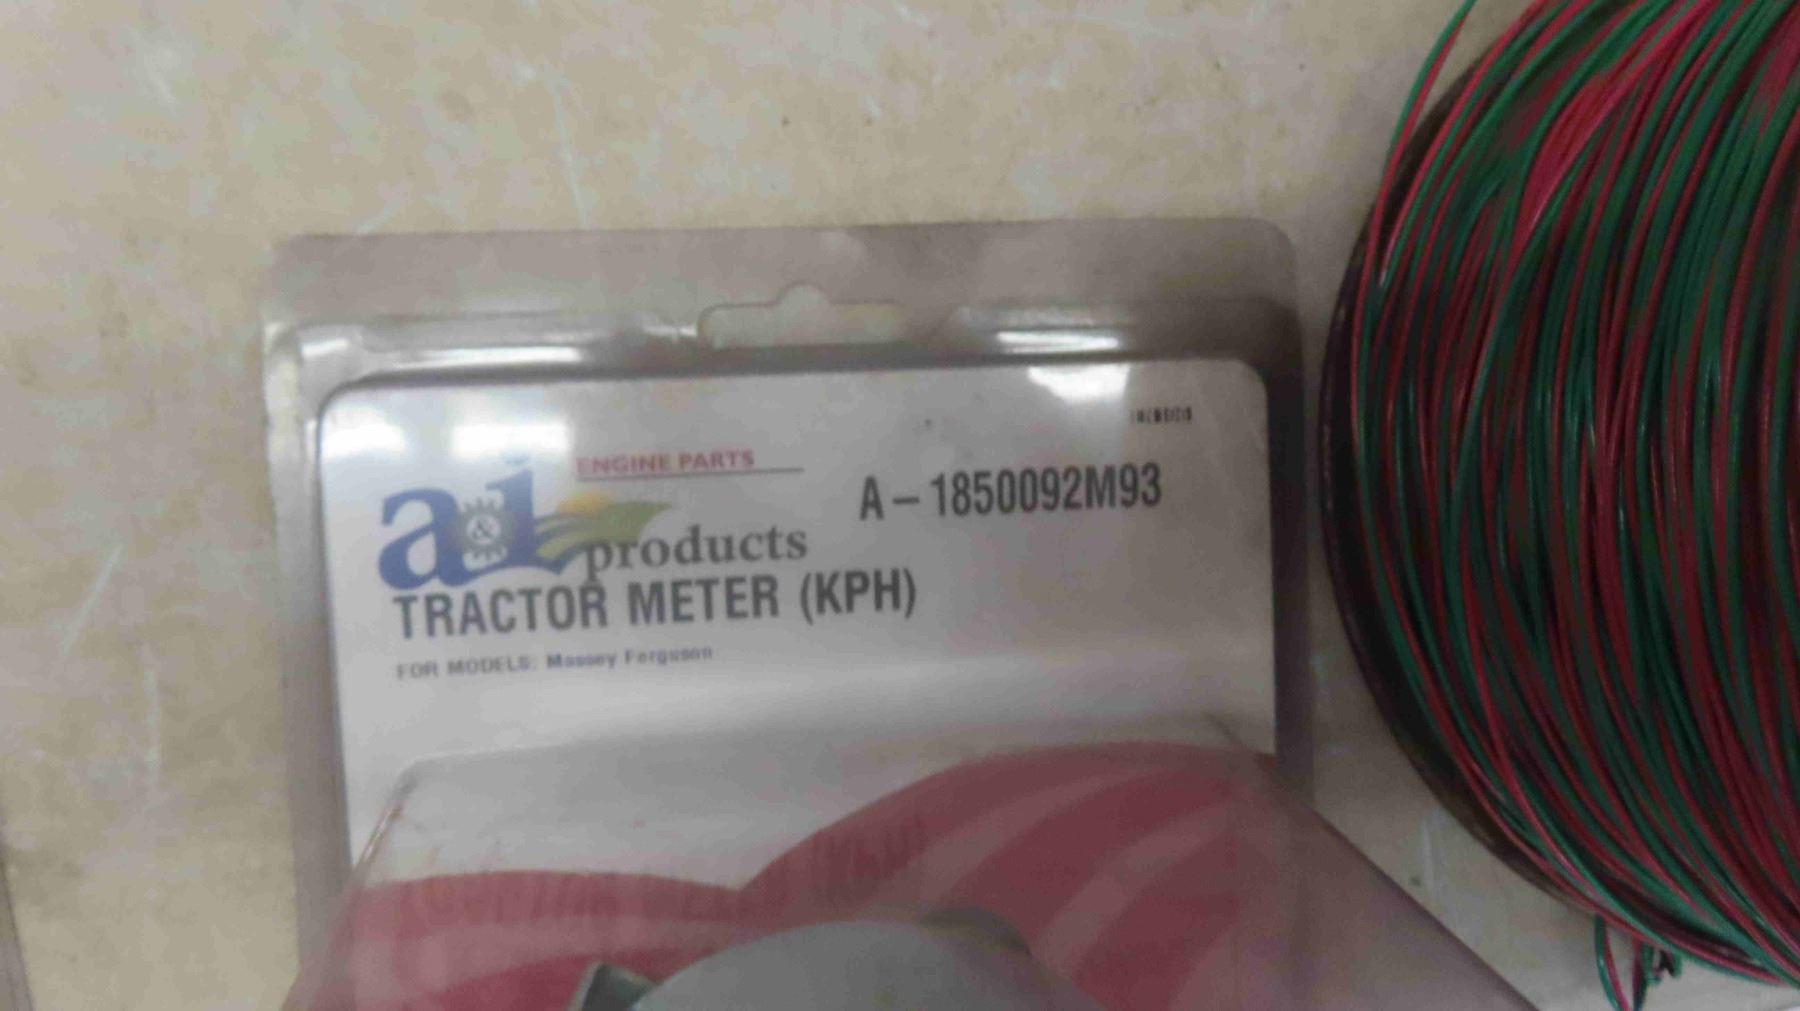 ENGINE PARTS
a&i products
A-1850092M93
TRACTOR METER (KPH)
FOR MODELS: Massey Ferguson